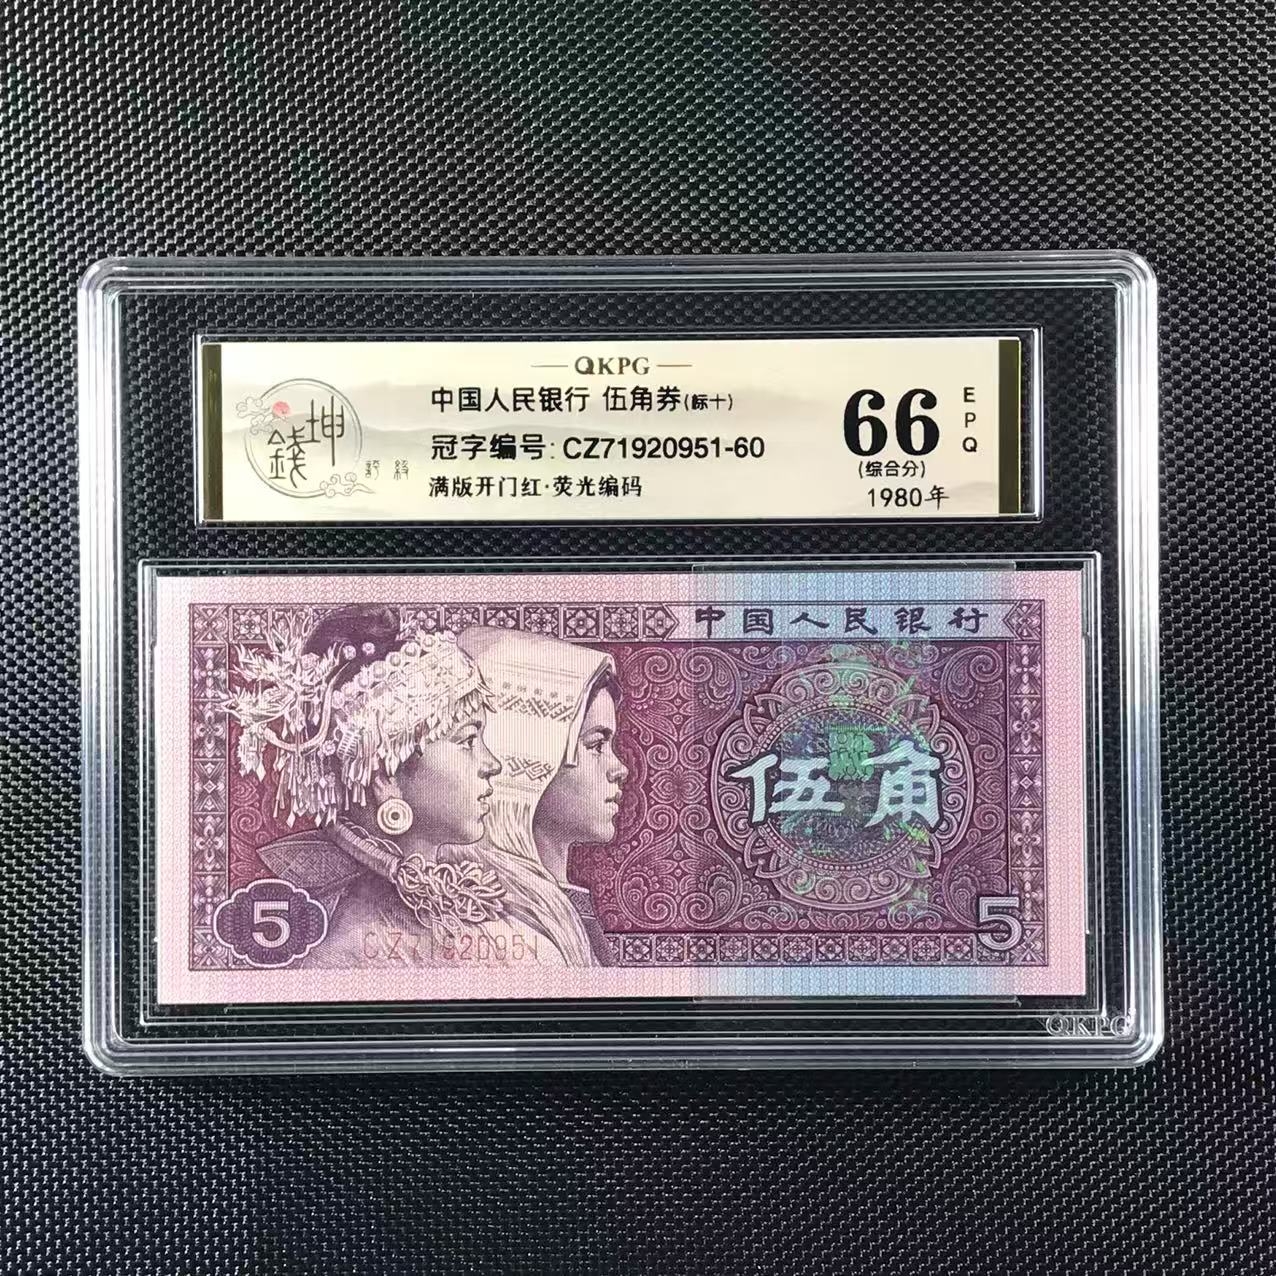 QKPG
中国人民银行 伍角券(标十)
冠字编号: CZ71920951-60
满版开门红·荧光编码
坤
錢
66
EPQ
(综合分)
1980年
中国人民银行
伍角
5
5
CZ71920951
QKPG